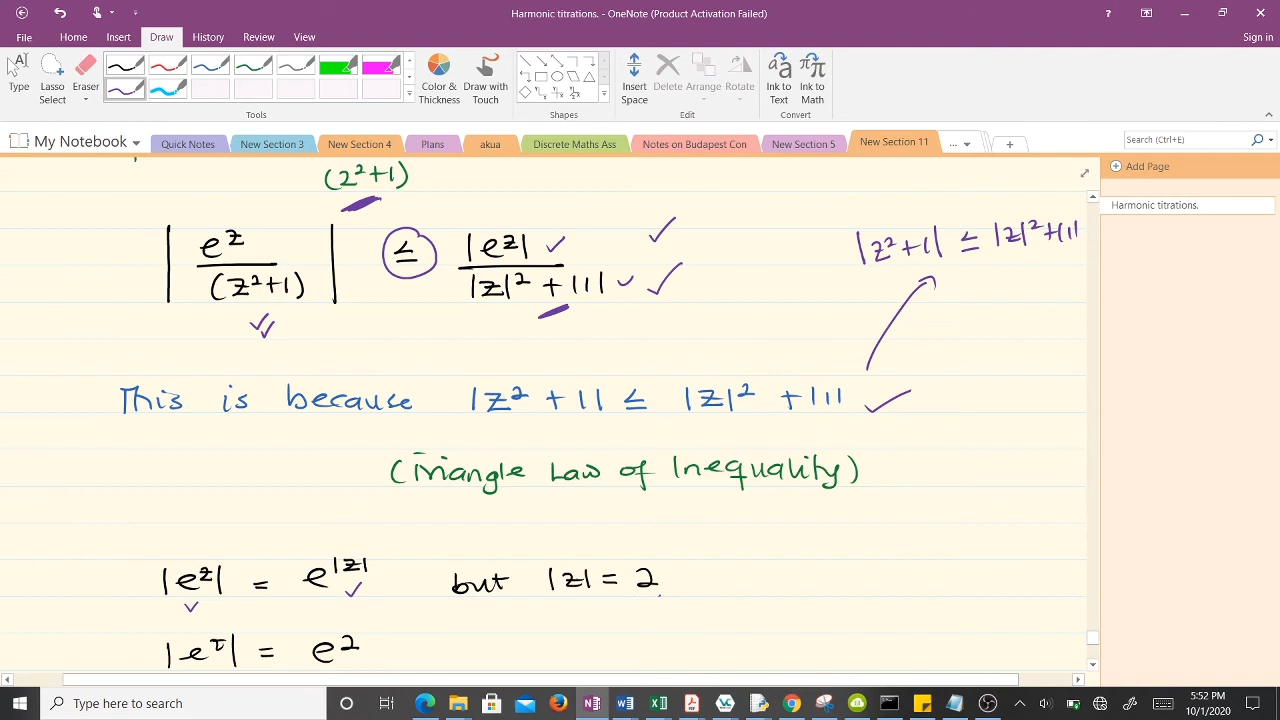 Harmonic titrations. - OneNote (Product Activation Failed)
File Home Insert Draw History Review View Sign in
Type Lasso Select Eraser Color & Thickness Draw with Touch Insert Space Delete Arrange Rotate Ink to Text Ink to Math
Tools Shapes Edit Convert
My Notebook Quick Notes New Section 3 New Section 4 Plans akua Discrete Maths Ass Notes on Budapest Con New Section 5 New Section 11 ... + Search (Ctrl+E)
Add Page
Harmonic titrations.
(2²+1)
| e^z / (z²+1) | ≤ |e^z| / |z|² + |1| ✓ ✓
|z²+1| ≤ |z|²+|1|
This is because |z² + 1| ≤ |z|² + |1| ✓
(Triangle Law of Inequality)
|e^z| = e^|z| but |z| = 2
|e^z| = e²
Type here to search
5:52 PM
10/1/2020